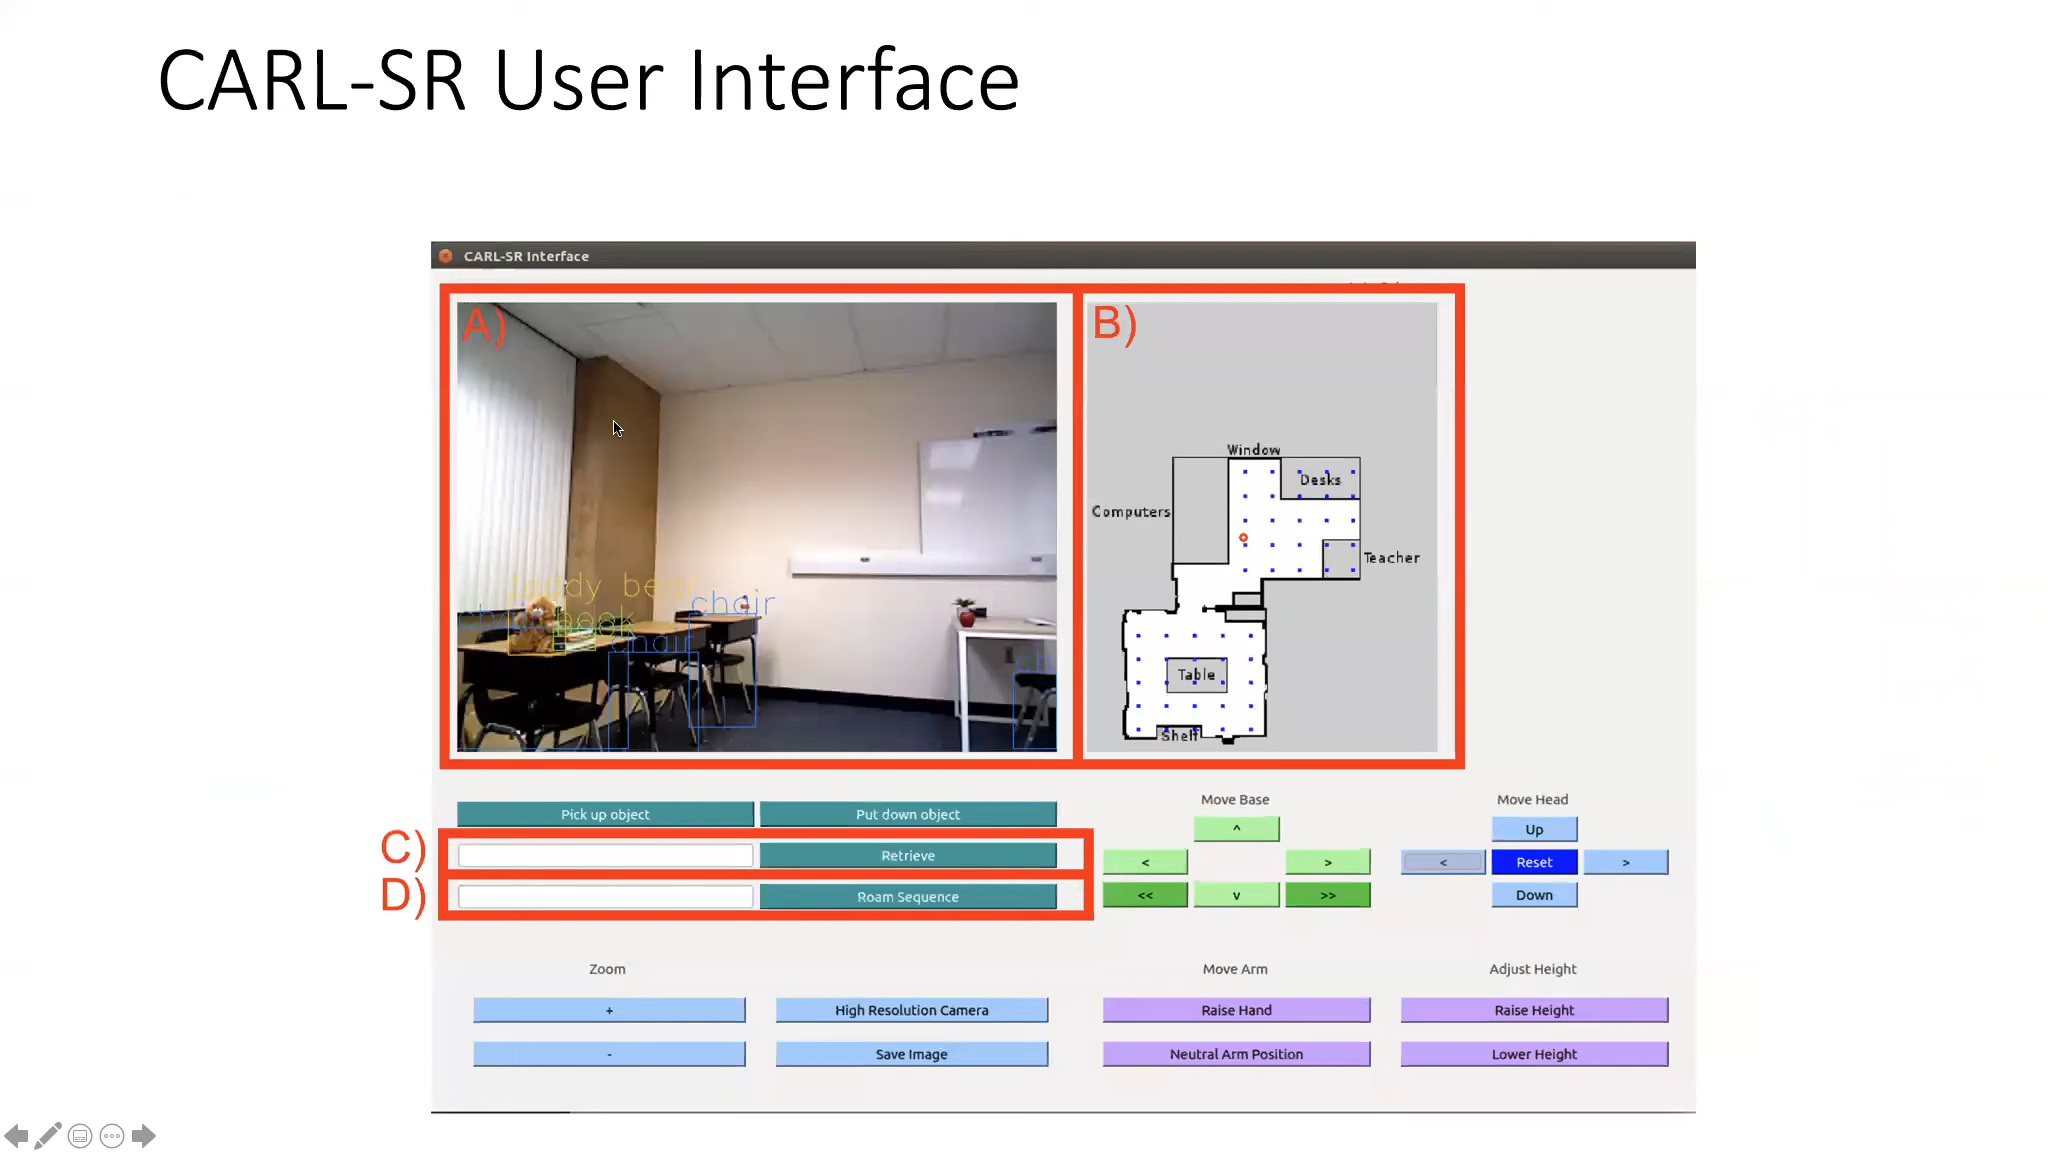 CARL-SR User Interface
CARL-SR Interface
A)
B)
teddy bear
chair
book
chair
chair
Window
Desks
Computers
Teacher
Table
Shelf
Pick up object
Put down object
C)
Retrieve
D)
Roam Sequence
Move Base
^
<
>
<<
v
>>
Move Head
Up
<
Reset
>
Down
Zoom
+
-
High Resolution Camera
Save Image
Move Arm
Raise Hand
Neutral Arm Position
Adjust Height
Raise Height
Lower Height